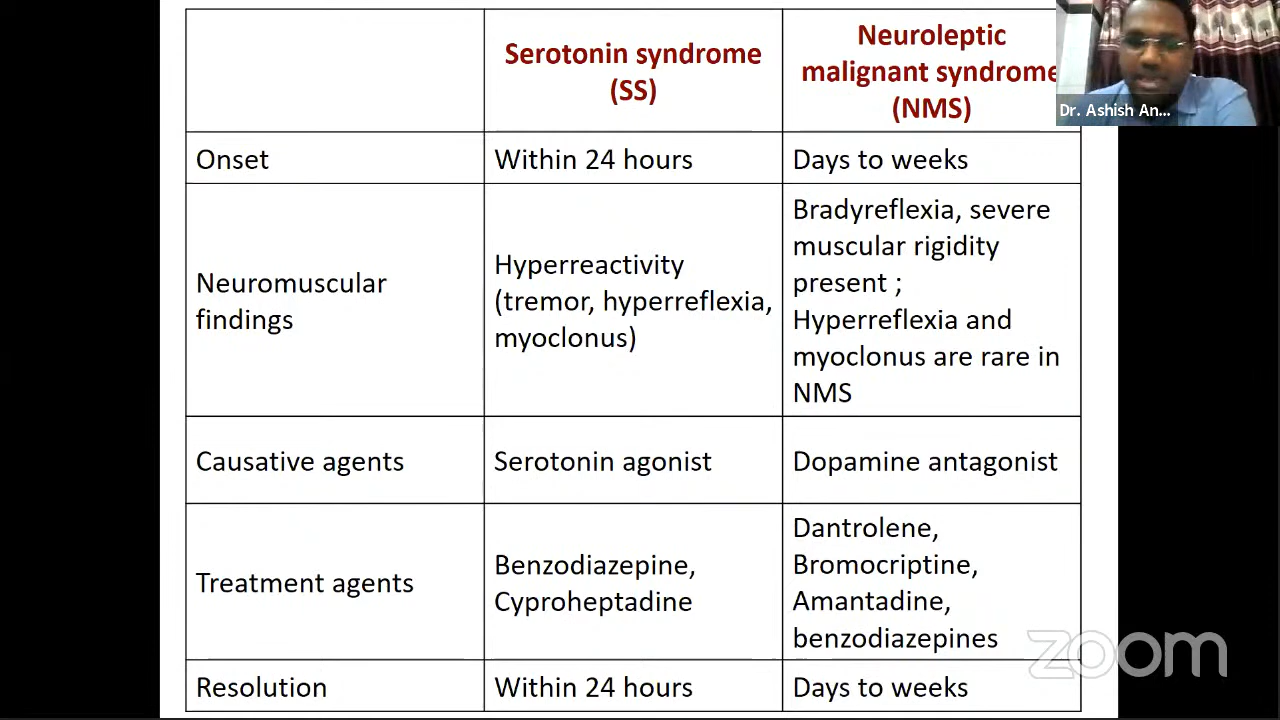 Serotonin syndrome
(SS)
Neuroleptic
malignant syndrome
(NMS)
Dr. Ashish An...
Onset
Within 24 hours
Days to weeks
Neuromuscular
findings
Hyperreactivity
(tremor, hyperreflexia,
myoclonus)
Bradyreflexia, severe
muscular rigidity
present ;
Hyperreflexia and
myoclonus are rare in
NMS
Causative agents
Serotonin agonist
Dopamine antagonist
Treatment agents
Benzodiazepine,
Cyproheptadine
Dantrolene,
Bromocriptine,
Amantadine,
benzodiazepines
Resolution
Within 24 hours
Days to weeks
zoom